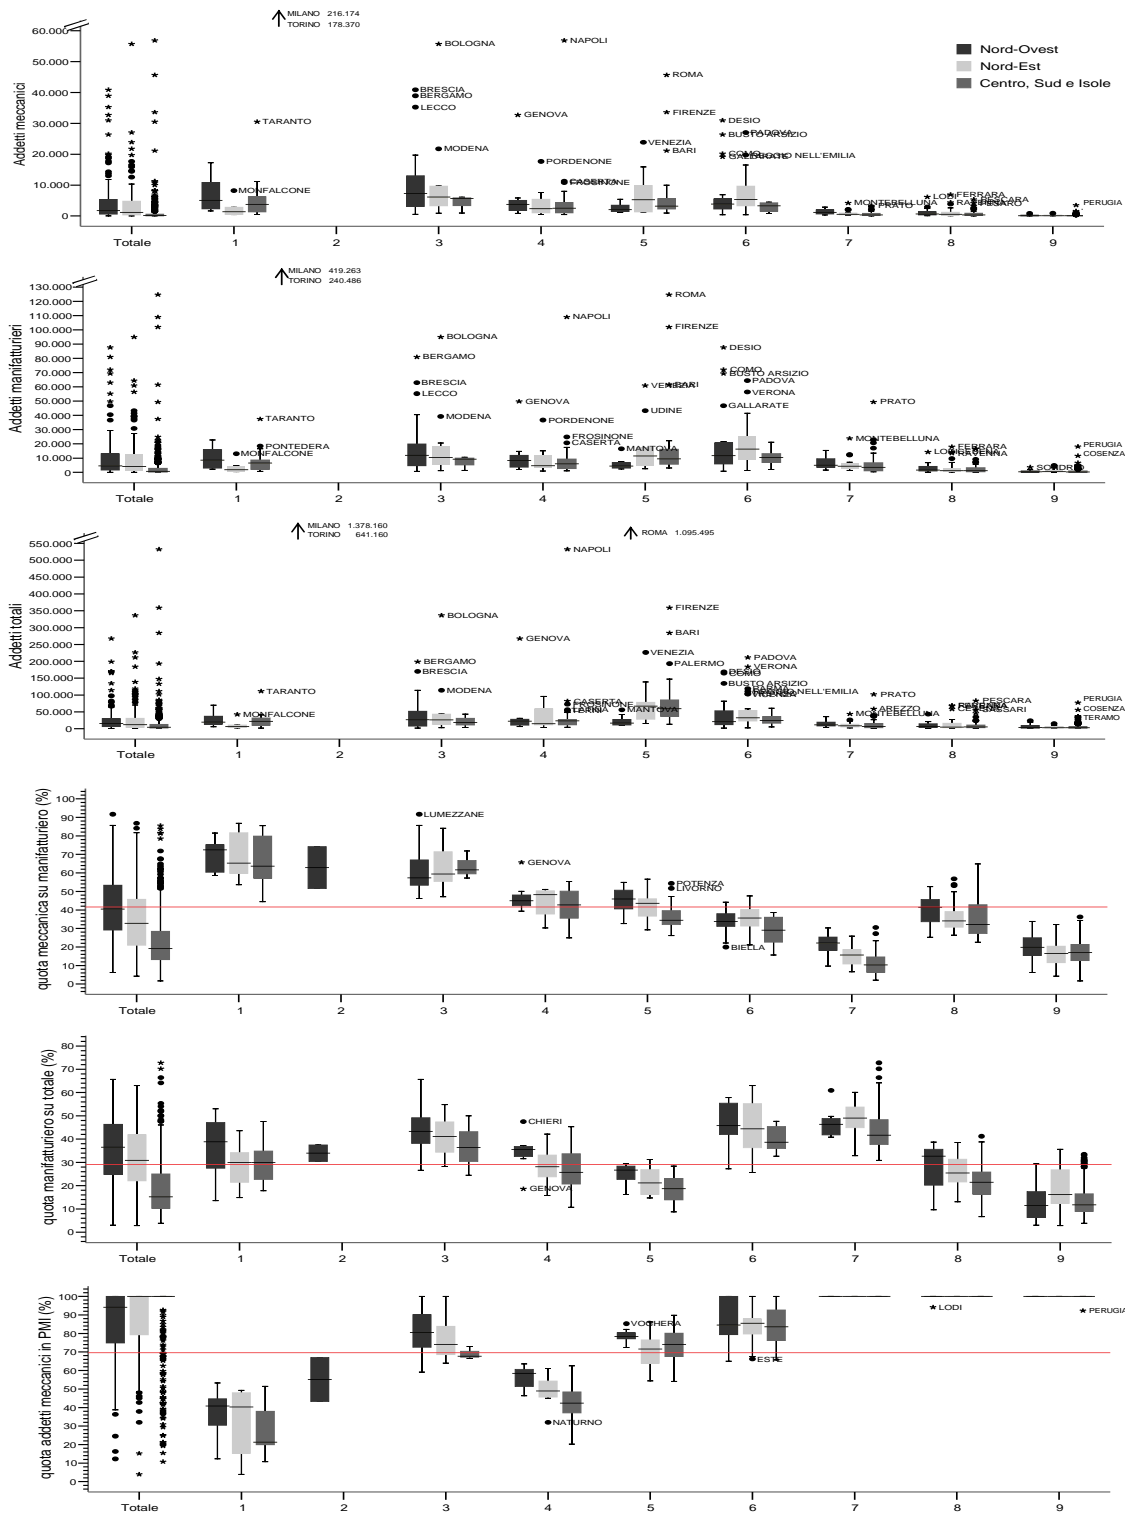 MILANO 216.174
TORINO 178.370
Nord-Ovest
Nord-Est
Centro, Sud e Isole
Addetti meccanici
60.000
50.000
40.000
30.000
20.000
10.000
0
BOLOGNA
NAPOLI
ROMA
BRESCIA
BERGAMO
LECCO
GENOVA
FIRENZE
DESIO
TARANTO
PADOVA
BUSTO ARSIZIO
MODENA
VENEZIA
BARI
PORDENONE
MONFALCONE
CASERTA
FROSINONE
LODI
FERRARA
MONTEBELLUNA
PRATO
PERUGIA
Totale 1 2 3 4 5 6 7 8 9
MILANO 419.263
TORINO 240.486
Addetti manifatturieri
130.000
120.000
110.000
100.000
90.000
80.000
70.000
60.000
50.000
40.000
30.000
20.000
10.000
0
ROMA
NAPOLI
FIRENZE
BOLOGNA
DESIO
BERGAMO
COMO
BUSTO ARSIZIO
BRESCIA
PADOVA
VENEZIA
BARI
LECCO
VERONA
GENOVA
PRATO
GALLARATE
UDINE
TARANTO
MODENA
PORDENONE
PONTEDERA
MONFALCONE
FROSINONE
CASERTA
MANTOVA
MONTEBELLUNA
FERRARA
PERUGIA
COSENZA
SONDRIO
Totale 1 2 3 4 5 6 7 8 9
MILANO 1.378.160
TORINO 641.160
ROMA 1.095.495
Addetti totali
550.000
500.000
450.000
400.000
350.000
300.000
250.000
200.000
150.000
100.000
50.000
0
NAPOLI
FIRENZE
BOLOGNA
BARI
GENOVA
VENEZIA
PADOVA
BERGAMO
PALERMO
VERONA
BRESCIA
DESIO
COMO
BUSTO ARSIZIO
TARANTO
MODENA
MONFALCONE
CASERTA
FROSINONE
MANTOVA
PRATO
AREZZO
MONTEBELLUNA
PESCARA
SASSARI
PERUGIA
COSENZA
TERAMO
Totale 1 2 3 4 5 6 7 8 9
quota meccanica su manifatturiero (%)
100
90
80
70
60
50
40
30
20
10
0
LUMEZZANE
GENOVA
POTENZA
LIVORNO
BIELLA
Totale 1 2 3 4 5 6 7 8 9
quota manifatturiero su totale (%)
80
70
60
50
40
30
20
10
0
CHIERI
GENOVA
Totale 1 2 3 4 5 6 7 8 9
quota addetti meccanici in PMI (%)
100
90
80
70
60
50
40
30
20
10
0
VOGHERA
NATURNO
ESTE
LODI
PERUGIA
Totale 1 2 3 4 5 6 7 8 9